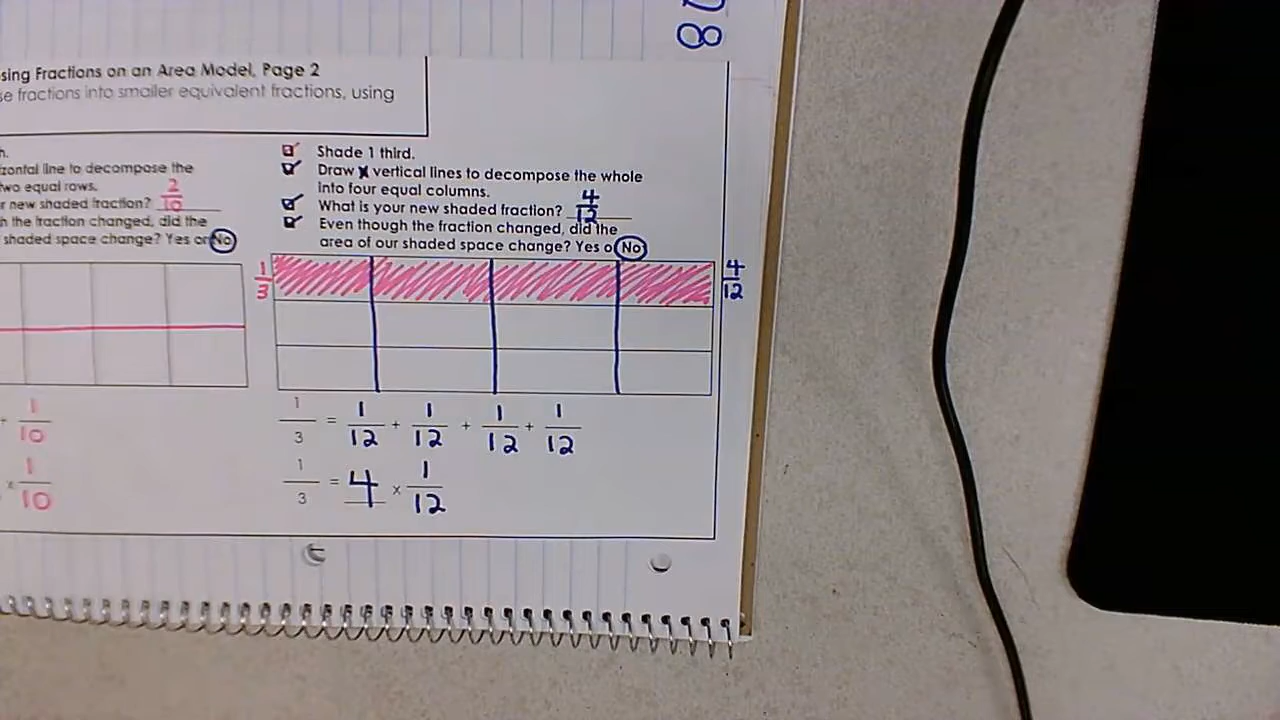 sing Fractions on an Area Model, Page 2
se fractions into smaller equivalent fractions, using
h.
zontal line to decompose the
two equal rows.
r new shaded fraction? 2/10
h the fraction changed, did the
shaded space change? Yes or No
+ 1/10
x 1/10
Shade 1 third.
Draw vertical lines to decompose the whole
into four equal columns.
What is your new shaded fraction? 4/12
Even though the fraction changed, did the
area of our shaded space change? Yes o No
1/3
4/12
1/3 = 1/12 + 1/12 + 1/12 + 1/12
1/3 = 4 x 1/12
8